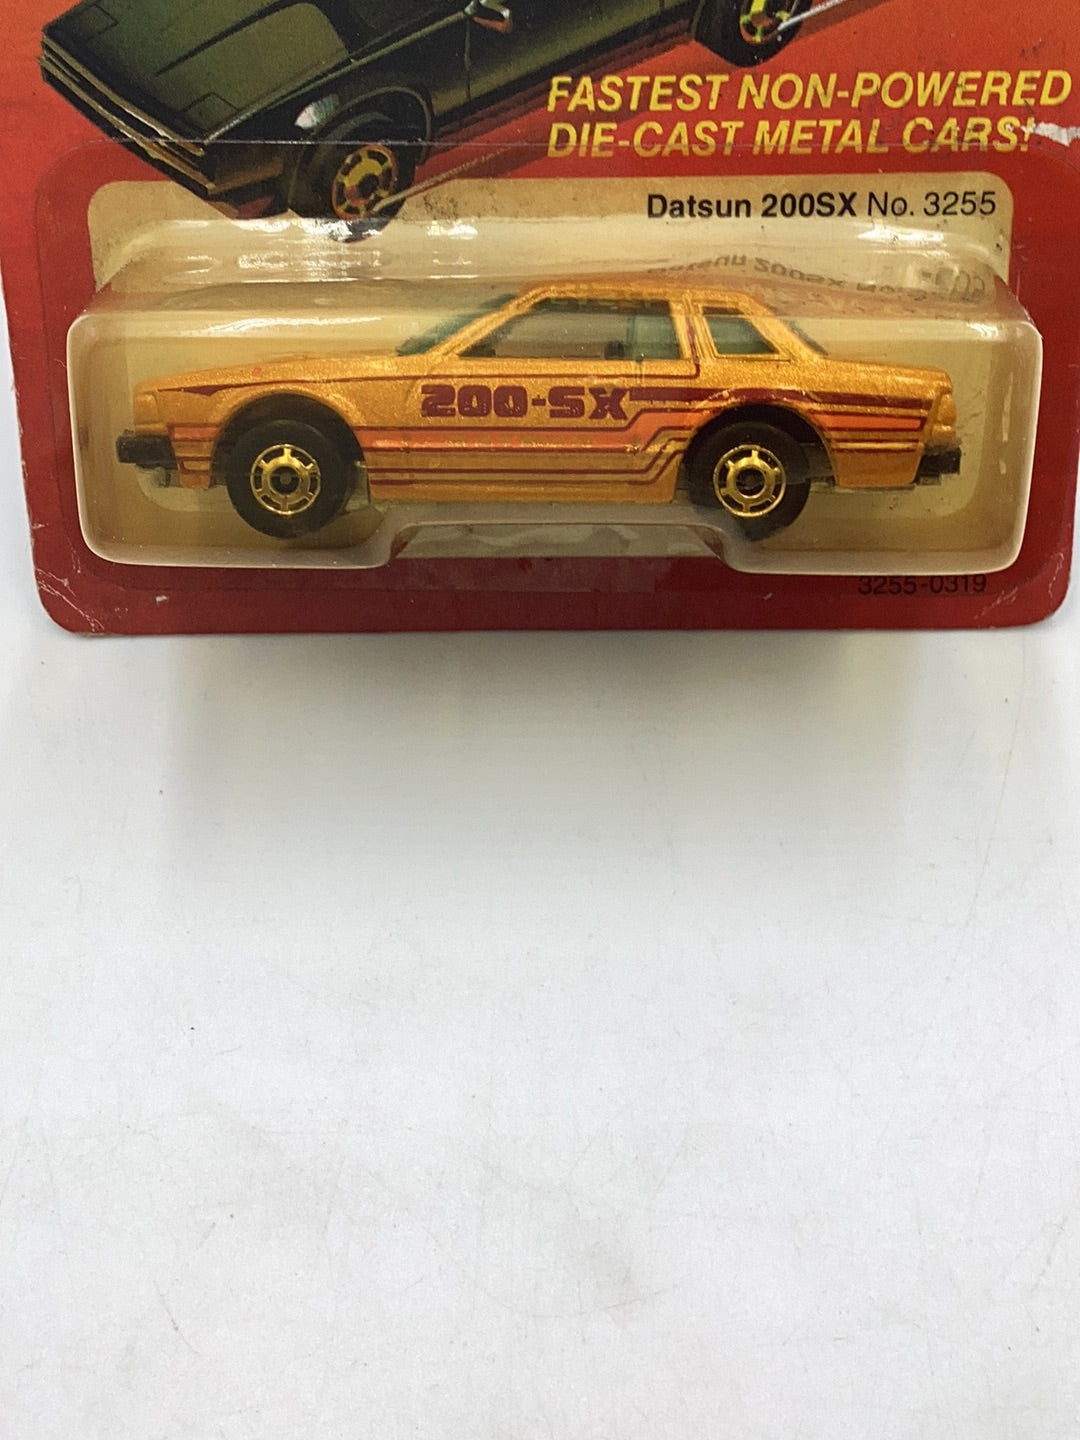 FASTEST NON-POWERED
DIE-CAST METAL CARS!
Datsun 200SX No. 3255
200-SX
3255-0319